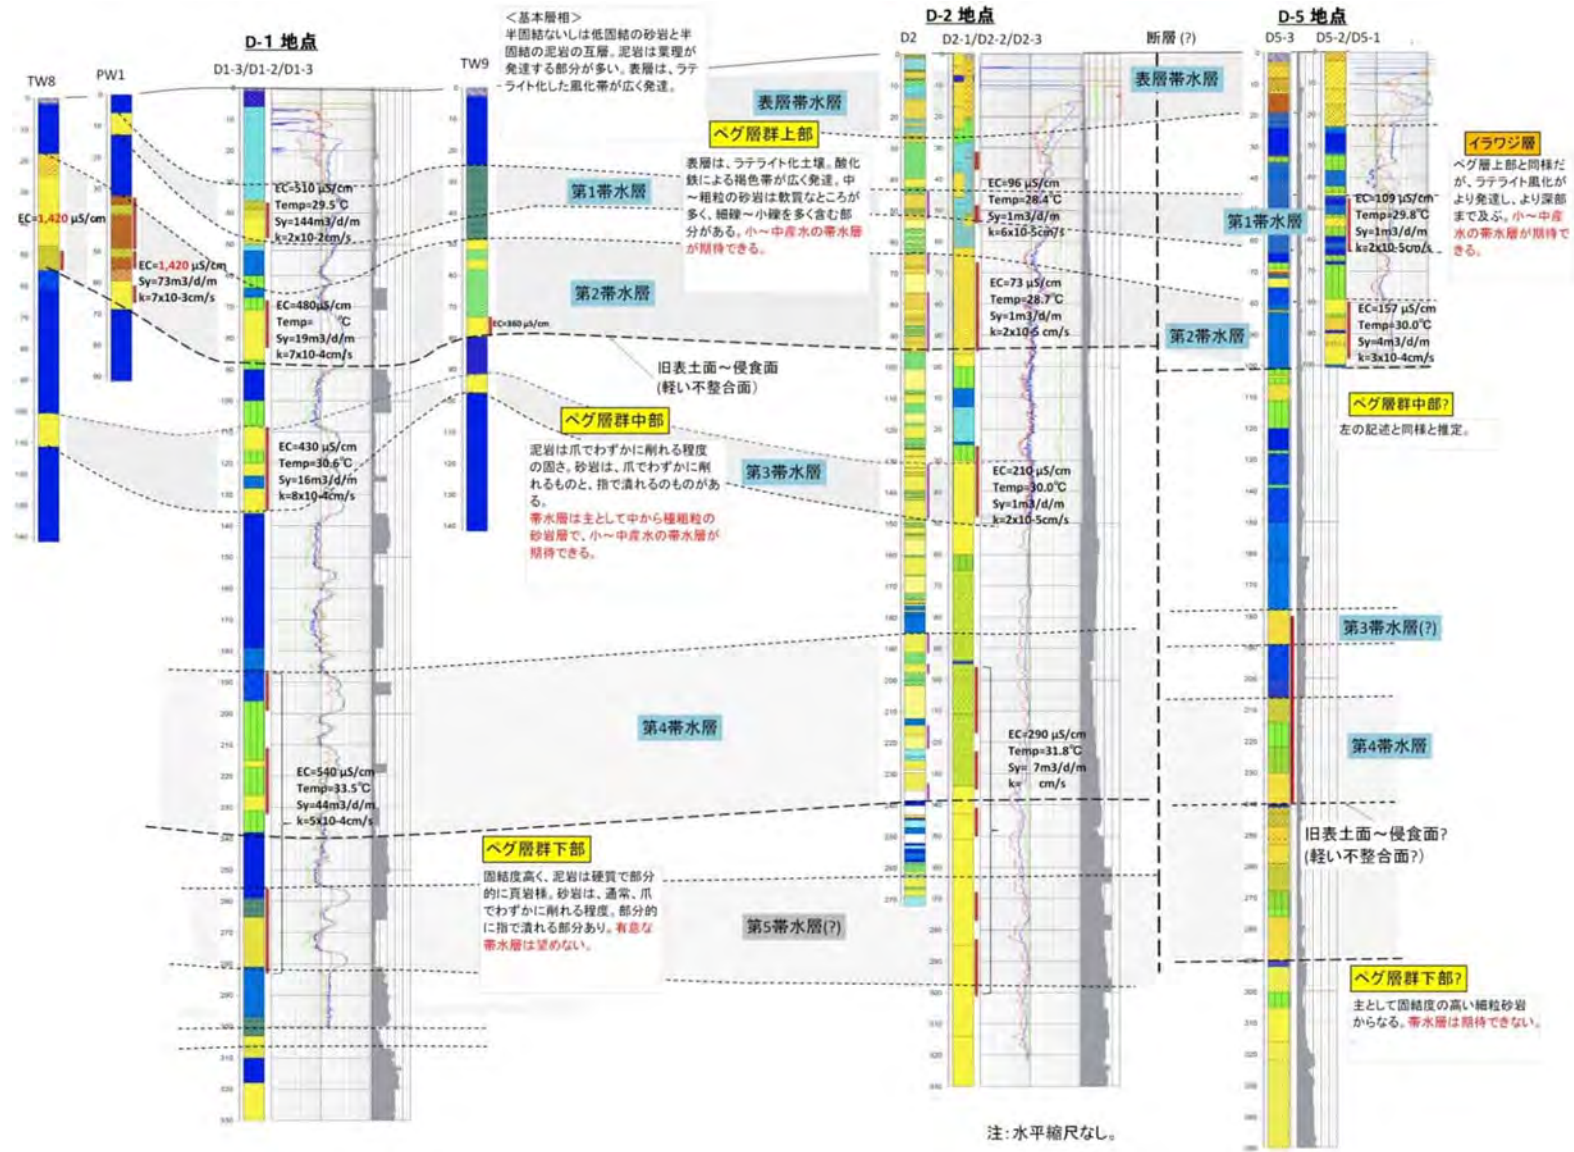 D-1 地点
D-2 地点
D-5 地点
TW8
PW1
D1-3/D1-2/D1-3
TW9
D2
D2-1/D2-2/D2-3
断層(?)
D5-3
D5-2/D5-1
<基本層相>
半固結ないしは低固結の砂岩と半
固結の泥岩の互層。泥岩は葉理が
発達する部分が多い。表層は、ラテ
ライト化した風化帯が広く発達。
表層帯水層
表層帯水層
ペグ層群上部
表層は、ラテライト化土壌。酸化
鉄による褐色帯が広く発達。中
～粗粒の砂岩は軟質なところが
多く、細礫～小礫を多く含む部
分がある。小～中産水の帯水層
が期待できる。
イラワジ層
ペグ層上部と同様だ
が、ラテライト風化が
より発達し、より深部
まで及ぶ。小～中産
水の帯水層が期待で
きる。
第1帯水層
第1帯水層
第2帯水層
第2帯水層
EC=1,420 μS/cm
EC=1,420 μS/cm
Sy=73m3/d/m
k=7x10-3cm/s
EC=510 μS/cm
Temp=29.5℃
Sy=144m3/d/m
k=2x10-2cm/s
EC=480μS/cm
Temp= ℃
Sy=19m3/d/m
k=7x10-4cm/s
EC=360 μS/cm
EC=96 μS/cm
Temp=28.4℃
Sy=1m3/d/m
k=6x10-5cm/s
EC=73 μS/cm
Temp=28.7℃
Sy=1m3/d/m
k=2x10-5 cm/s
EC=109 μS/cm
Temp=29.8℃
Sy=1m3/d/m
k=2x10-5cm/s
EC=157 μS/cm
Temp=30.0℃
Sy=4m3/d/m
k=3x10-4cm/s
旧表土面～侵食面
(軽い不整合面)
ペグ層群中部
泥岩は爪でわずかに削れる程度
の固さ。砂岩は、爪でわずかに削
れるものと、指で潰れるのものがあ
る。
帯水層は主として中から極粗粒の
砂岩層で、小～中産水の帯水層が
期待できる。
ペグ層群中部?
左の記述と同様と推定。
EC=430 μS/cm
Temp=30.6℃
Sy=16m3/d/m
k=8x10-4cm/s
第3帯水層
EC=210 μS/cm
Temp=30.0℃
Sy=1m3/d/m
k=2x10-5cm/s
第3帯水層(?)
第4帯水層
第4帯水層
EC=540 μS/cm
Temp=33.5℃
Sy=44m3/d/m
k=5x10-4cm/s
EC=290 μS/cm
Temp=31.8℃
Sy= 7m3/d/m
k= cm/s
旧表土面～侵食面?
(軽い不整合面?)
ペグ層群下部
固結度高く、泥岩は硬質で部分
的に頁岩様。砂岩は、通常、爪
でわずかに削れる程度。部分的
に指で潰れる部分あり。有意な
帯水層は望めない。
第5帯水層(?)
ペグ層群下部?
主として固結度の高い細粒砂岩
からなる。帯水層は期待できない。
注:水平縮尺なし。